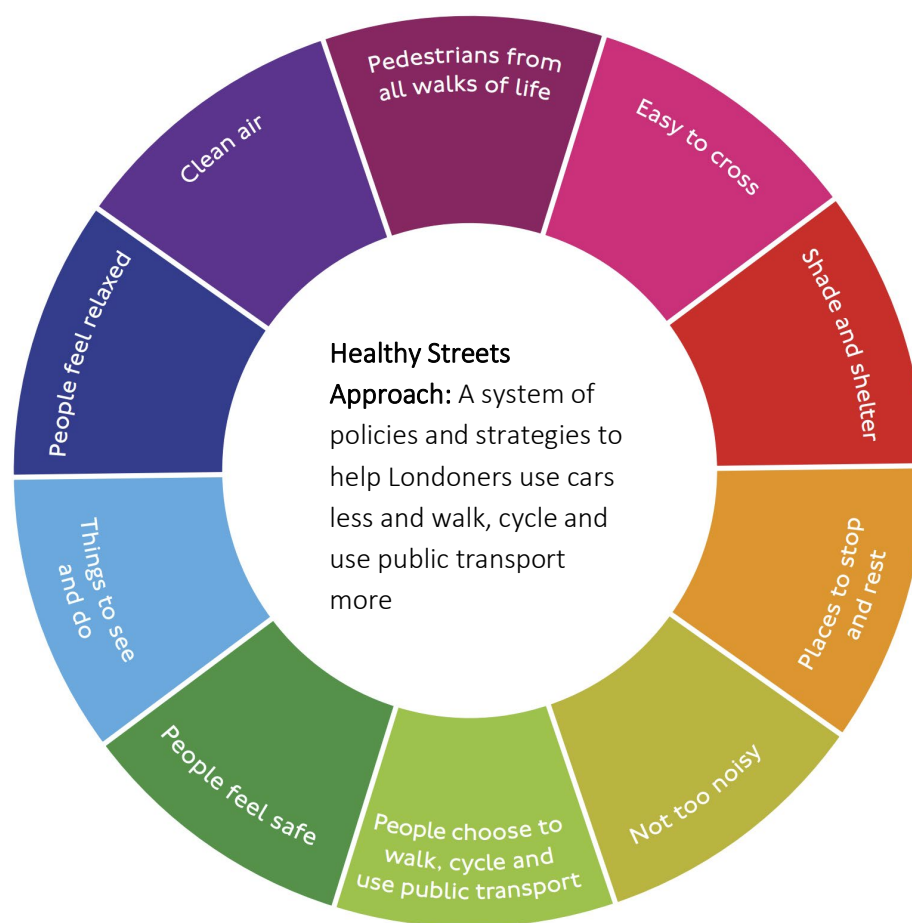 Pedestrians from
all walks of life
Easy to cross
Shade and shelter
Places to stop
and rest
Not too noisy
People choose to
walk, cycle and
use public transport
People feel safe
Things to see
and do
People feel relaxed
Clean air
Healthy Streets
Approach: A system of
policies and strategies to
help Londoners use cars
less and walk, cycle and
use public transport
more